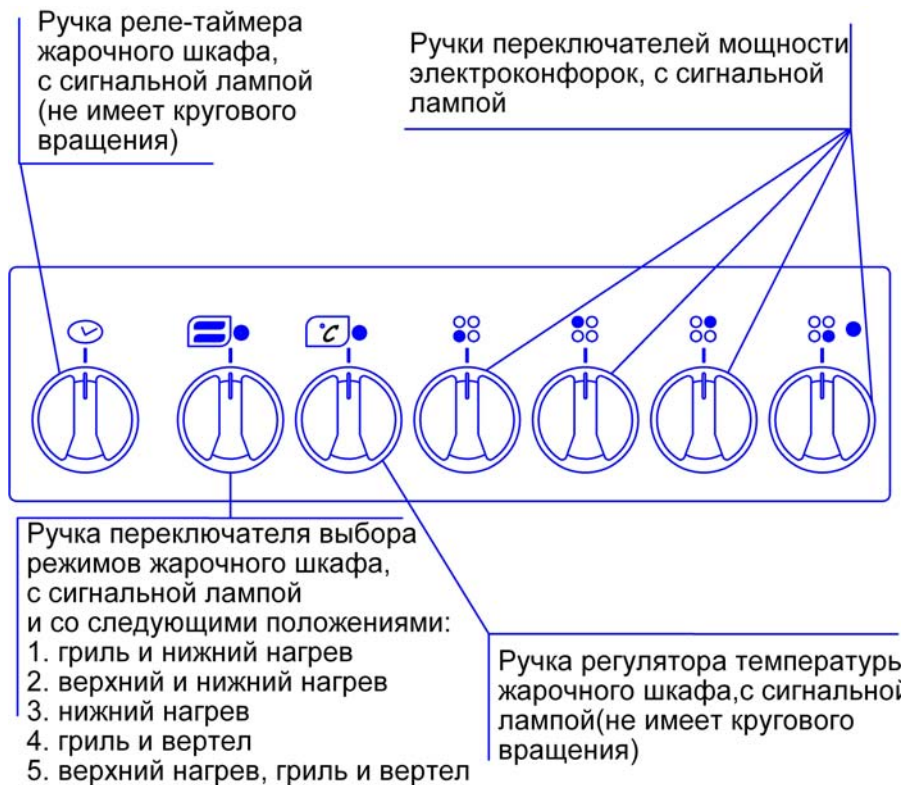 Ручка реле-таймера
жарочного шкафа,
с сигнальной лампой
(не имеет кругового
вращения)
Ручки переключателей мощности
электроконфорок, с сигнальной
лампой
°C
Ручка переключателя выбора
режимов жарочного шкафа,
с сигнальной лампой
и со следующими положениями:
1. гриль и нижний нагрев
2. верхний и нижний нагрев
3. нижний нагрев
4. гриль и вертел
5. верхний нагрев, гриль и вертел
Ручка регулятора температуры
жарочного шкафа,с сигнальной
лампой(не имеет кругового
вращения)